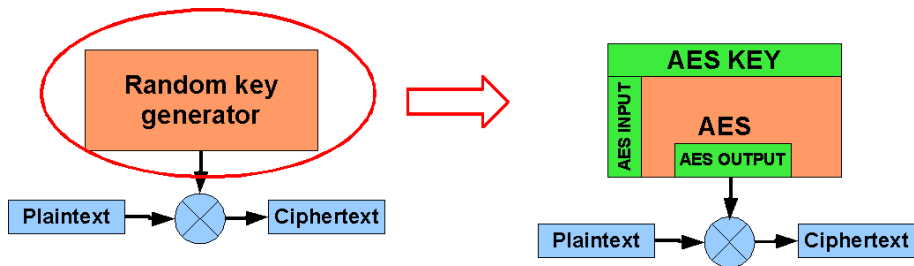 Random key
generator
Plaintext
Ciphertext
AES KEY
AES INPUT
AES
AES OUTPUT
Plaintext
Ciphertext